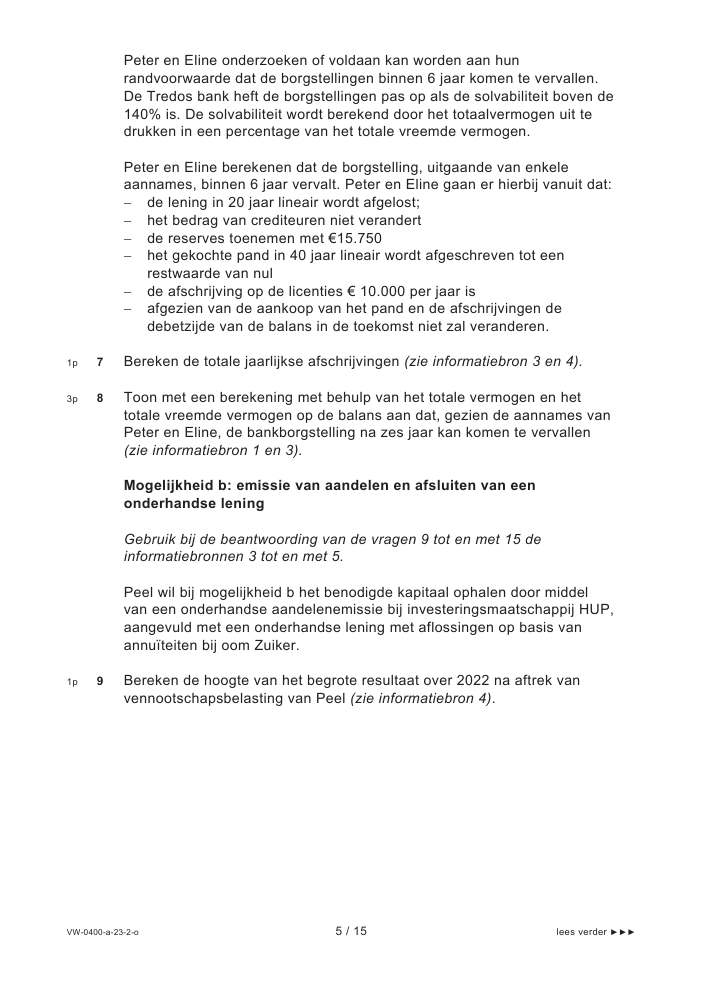 Peter en Eline onderzoeken of voldaan kan worden aan hun
randvoorwaarde dat de borgstellingen binnen 6 jaar komen te vervallen.
De Tredos bank heft de borgstellingen pas op als de solvabiliteit boven de
140% is. De solvabiliteit wordt berekend door het totaalvermogen uit te
drukken in een percentage van het totale vreemde vermogen.
Peter en Eline berekenen dat de borgstelling, uitgaande van enkele
aannames, binnen 6 jaar vervalt. Peter en Eline gaan er hierbij vanuit dat:
– de lening in 20 jaar lineair wordt afgelost;
– het bedrag van crediteuren niet verandert
– de reserves toenemen met €15.750
– het gekochte pand in 40 jaar lineair wordt afgeschreven tot een
restwaarde van nul
– de afschrijving op de licenties € 10.000 per jaar is
– afgezien van de aankoop van het pand en de afschrijvingen de
debetzijde van de balans in de toekomst niet zal veranderen.
1p 7 Bereken de totale jaarlijkse afschrijvingen (zie informatiebron 3 en 4).
3p 8 Toon met een berekening met behulp van het totale vermogen en het
totale vreemde vermogen op de balans aan dat, gezien de aannames van
Peter en Eline, de bankborgstelling na zes jaar kan komen te vervallen
(zie informatiebron 1 en 3).
Mogelijkheid b: emissie van aandelen en afsluiten van een
onderhandse lening
Gebruik bij de beantwoording van de vragen 9 tot en met 15 de
informatiebronnen 3 tot en met 5.
Peel wil bij mogelijkheid b het benodigde kapitaal ophalen door middel
van een onderhandse aandelenemissie bij investeringsmaatschappij HUP,
aangevuld met een onderhandse lening met aflossingen op basis van
annuïteiten bij oom Zuiker.
1p 9 Bereken de hoogte van het begrote resultaat over 2022 na aftrek van
vennootschapsbelasting van Peel (zie informatiebron 4).
VW-0400-a-23-2-o 5 / 15 lees verder ►►►